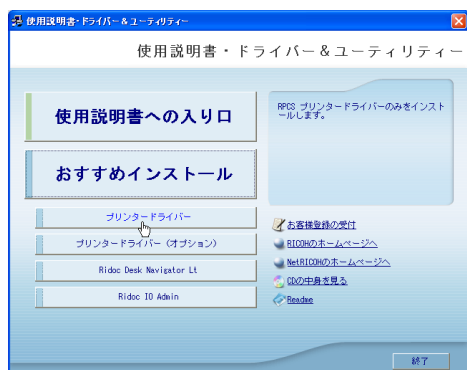 使用説明書・ドライバー＆ユーティリティー
使用説明書・ドライバー＆ユーティリティー
使用説明書への入り口
おすすめインストール
RPCS プリンタードライバーのみをインスト
ールします。
プリンタードライバー
プリンタードライバー（オプション）
Ridoc Desk Navigator Lt
Ridoc IO Admin
お客様登録の受付
RICOHのホームページへ
NetRICOHのホームページへ
CDの中身を見る
Readme
終了